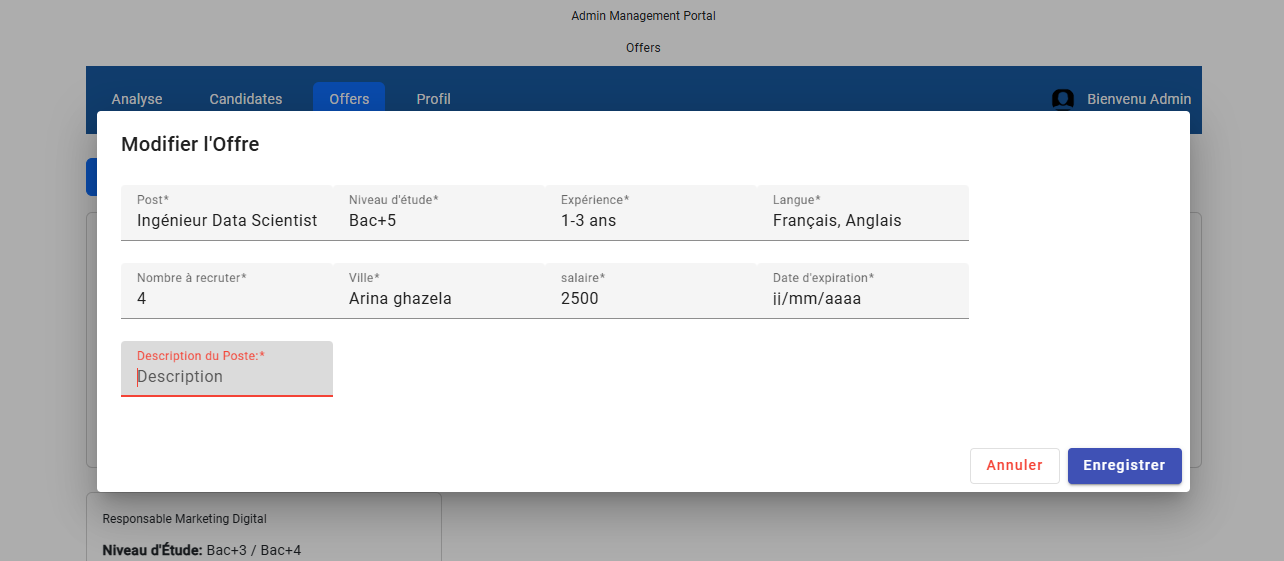 Admin Management Portal
Offers
Analyse Candidates Offers Profil Bienvenu Admin
Modifier l'Offre
Post* Niveau d'étude* Expérience* Langue*
Ingénieur Data Scientist Bac+5 1-3 ans Français, Anglais
Nombre à recruter* Ville* salaire* Date d'expiration*
4 Arina ghazela 2500 jj/mm/aaaa
Description du Poste:*
Description
Annuler Enregistrer
Responsable Marketing Digital
Niveau d'Étude: Bac+3 / Bac+4